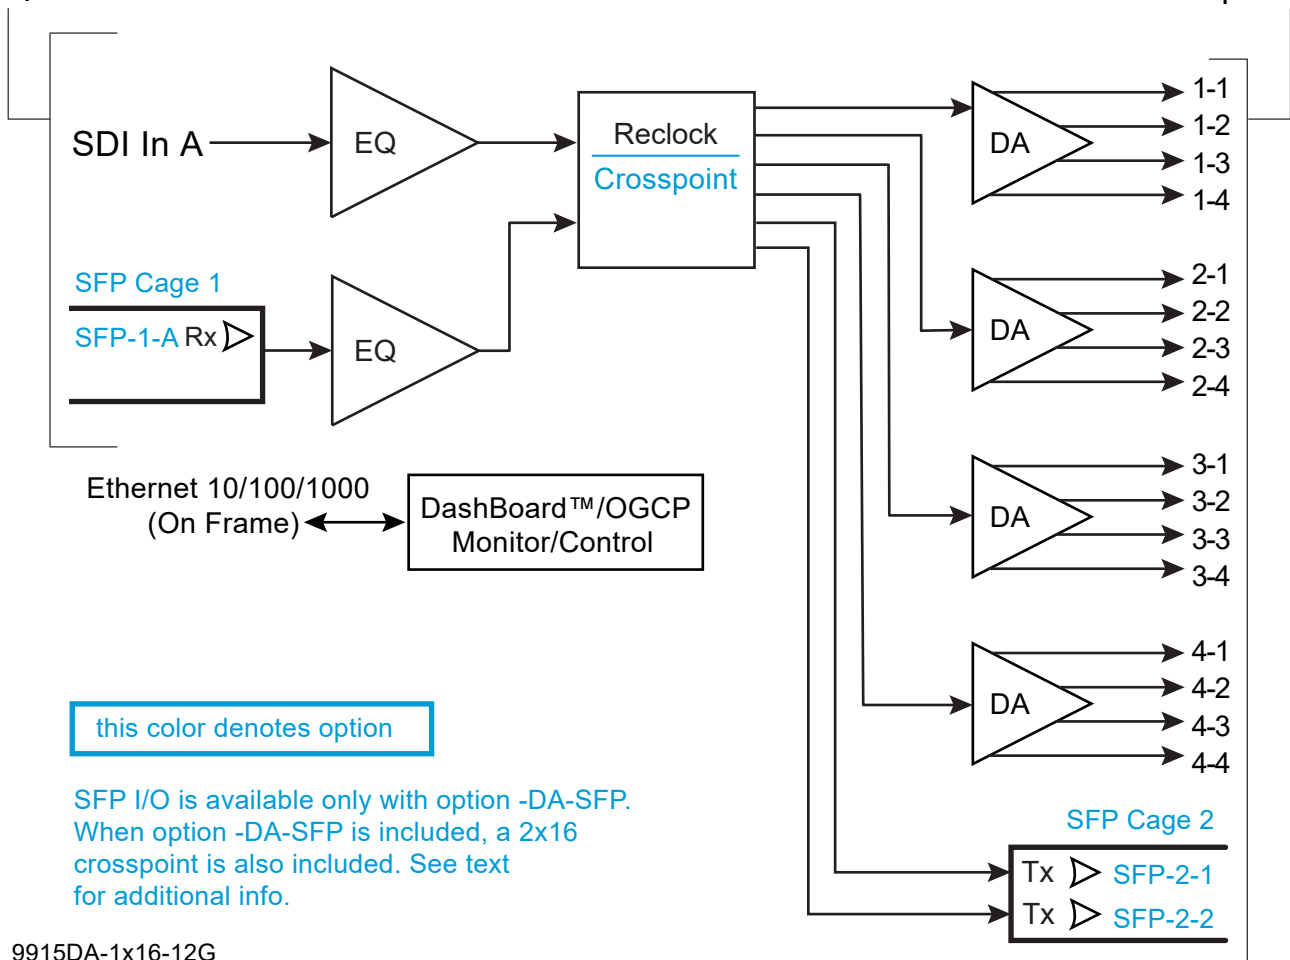 SDI In A
EQ
Reclock
Crosspoint
DA
1-1
1-2
1-3
1-4
SFP Cage 1
SFP-1-A Rx
EQ
DA
2-1
2-2
2-3
2-4
Ethernet 10/100/1000
(On Frame)
DashBoard™/OGCP
Monitor/Control
DA
3-1
3-2
3-3
3-4
DA
4-1
4-2
4-3
4-4
this color denotes option
SFP I/O is available only with option -DA-SFP.
When option -DA-SFP is included, a 2x16
crosspoint is also included. See text
for additional info.
SFP Cage 2
Tx SFP-2-1
Tx SFP-2-2
9915DA-1x16-12G